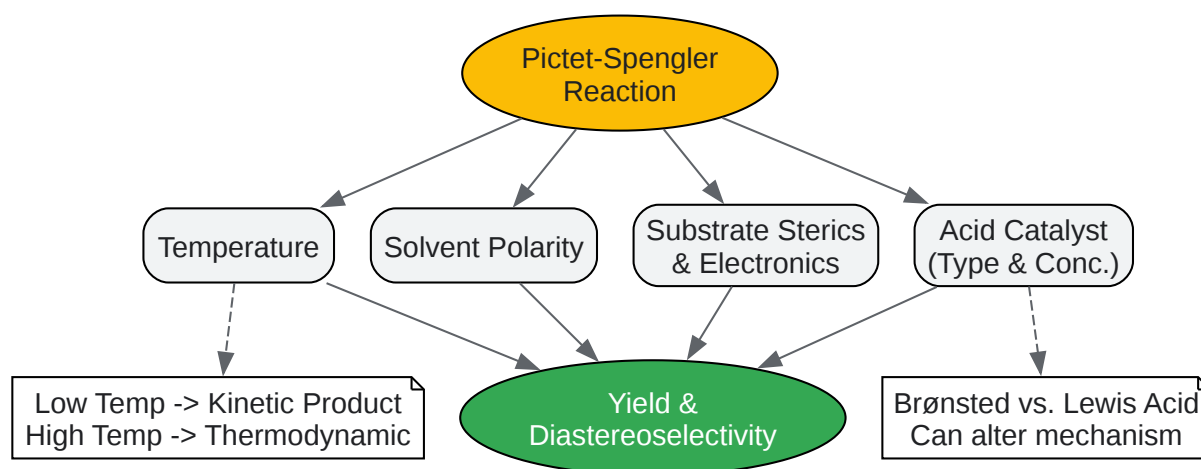 Pictet-Spengler
Reaction
Temperature
Solvent Polarity
Substrate Sterics
& Electronics
Acid Catalyst
(Type & Conc.)
Low Temp -> Kinetic Product
High Temp -> Thermodynamic
Yield &
Diastereoselectivity
Brønsted vs. Lewis Acid
Can alter mechanism